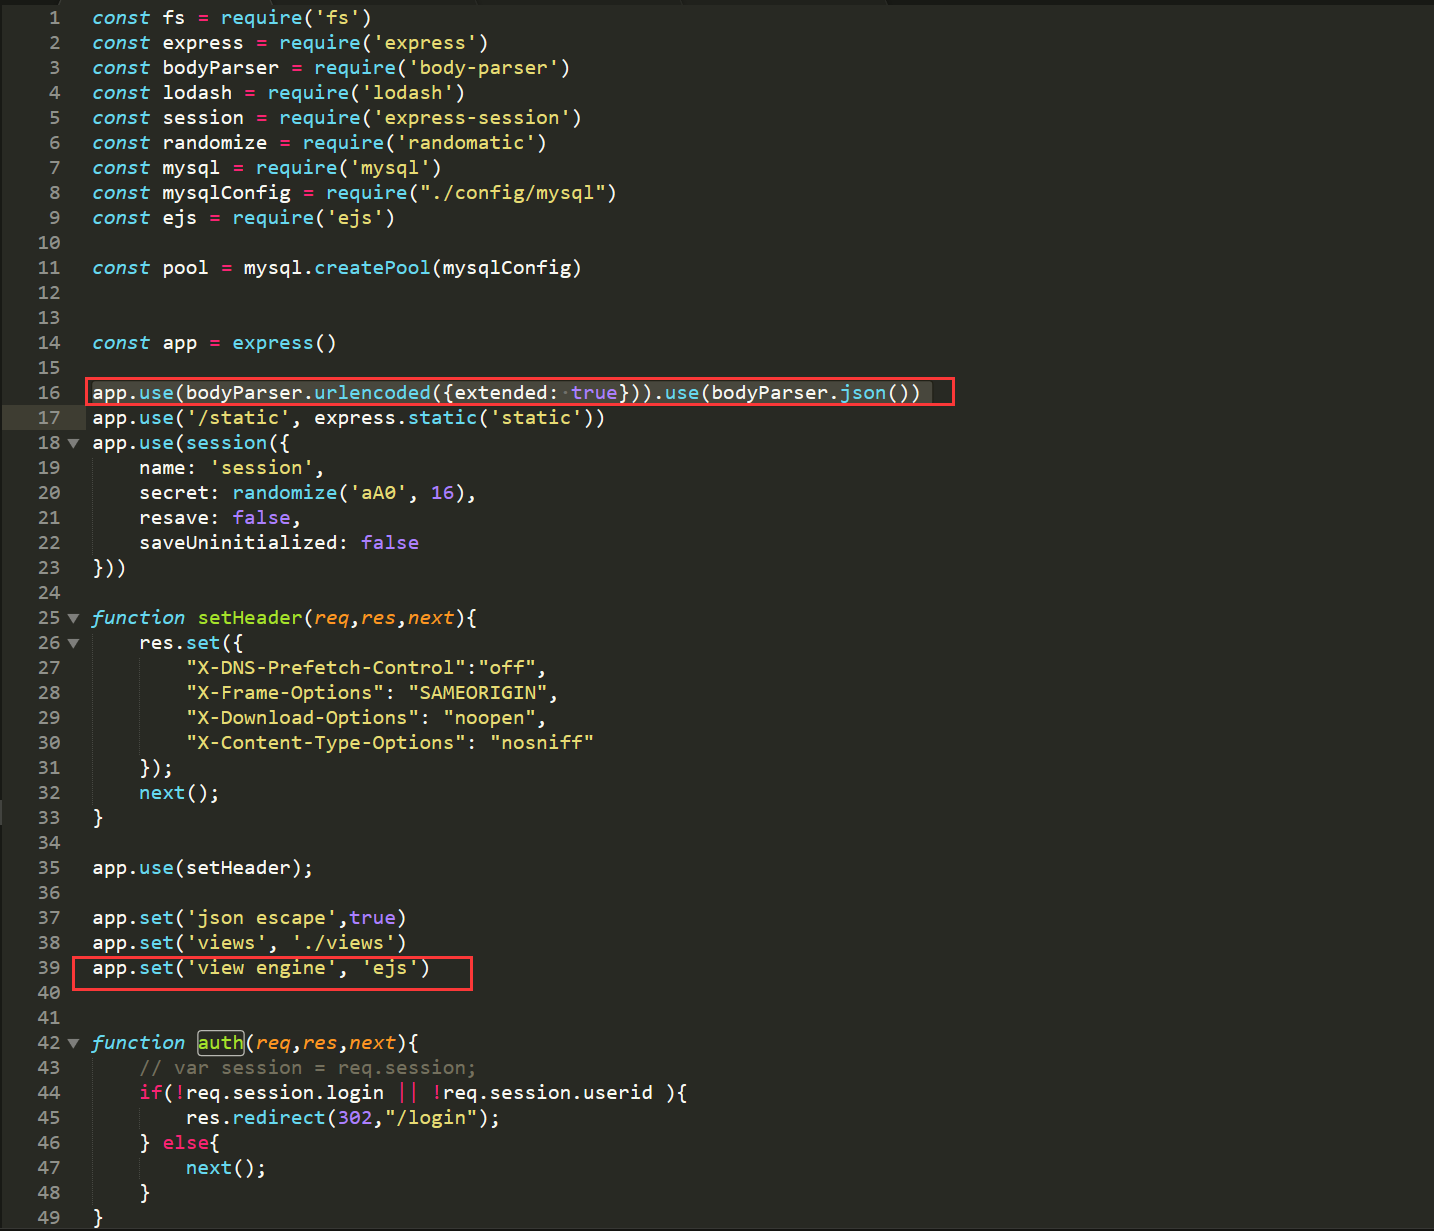 1 const fs = require('fs')
2 const express = require('express')
3 const bodyParser = require('body-parser')
4 const lodash = require('lodash')
5 const session = require('express-session')
6 const randomize = require('randomatic')
7 const mysql = require('mysql')
8 const mysqlConfig = require("./config/mysql")
9 const ejs = require('ejs')
10
11 const pool = mysql.createPool(mysqlConfig)
12
13
14 const app = express()
15
16 app.use(bodyParser.urlencoded({extended: true})).use(bodyParser.json())
17 app.use('/static', express.static('static'))
18 app.use(session({
19     name: 'session',
20     secret: randomize('aA0', 16),
21     resave: false,
22     saveUninitialized: false
23 }))
24
25 function setHeader(req,res,next){
26     res.set({
27         "X-DNS-Prefetch-Control":"off",
28         "X-Frame-Options": "SAMEORIGIN",
29         "X-Download-Options": "noopen",
30         "X-Content-Type-Options": "nosniff"
31     });
32     next();
33 }
34
35 app.use(setHeader);
36
37 app.set('json escape',true)
38 app.set('views', './views')
39 app.set('view engine', 'ejs')
40
41
42 function auth(req,res,next){
43     // var session = req.session;
44     if(!req.session.login || !req.session.userid ){
45         res.redirect(302,"/login");
46     } else{
47         next();
48     }
49 }